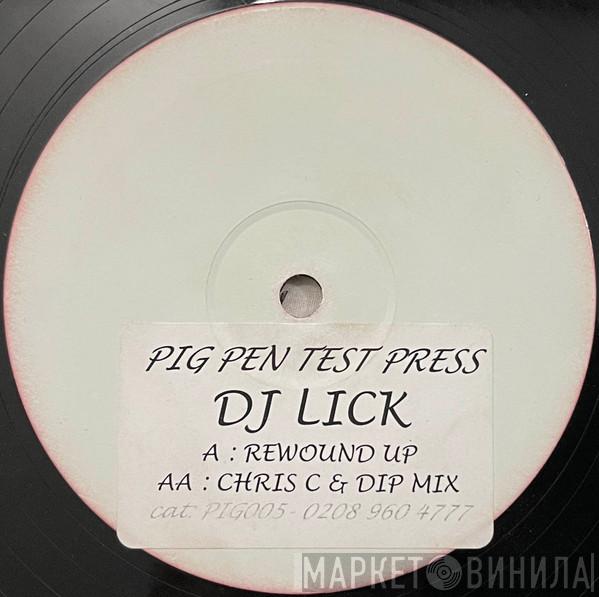 PIG PEN TEST PRESS
DJ LICK
A : REWOUND UP
AA : CHRIS C & DIP MIX
cat: PIG005 - 0208 960 4777
МАРКЕТ ВИНИЛА